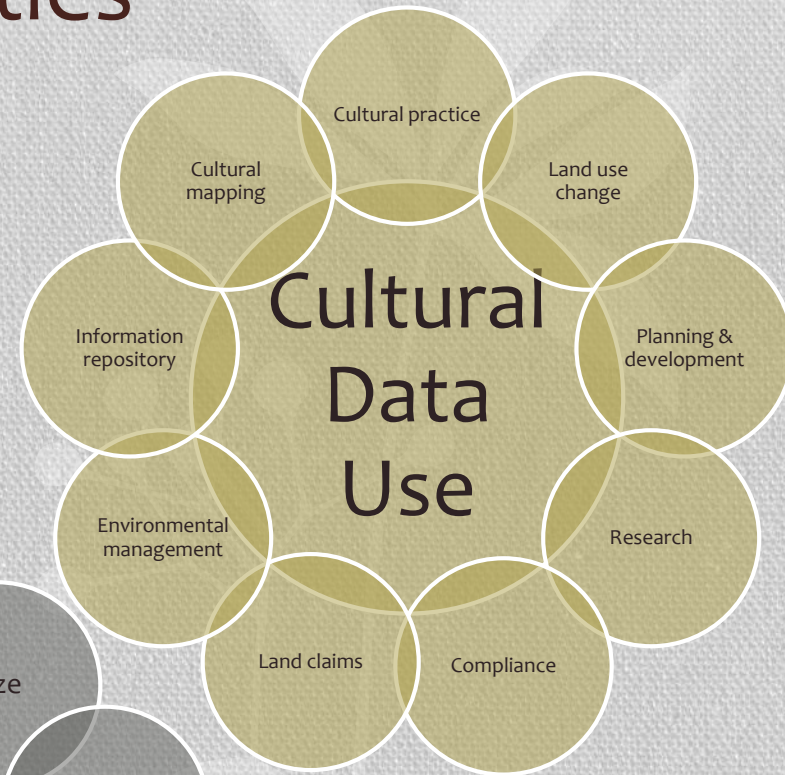 Cultural practice
Cultural
mapping
Land use
change
Information
repository
Cultural
Data
Use
Planning &
development
Environmental
management
Research
Land claims
Compliance